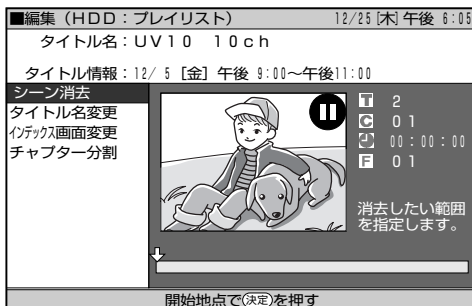 ■編集（HDD：プレイリスト） 12/25［木］午後 6:05
タイトル名：UV10 10ch
タイトル情報：12/ 5 ［金］午後 9:00～午後11:00
シーン消去
タイトル名変更
インデックス画面変更
チャプター分割
T 2
C 01
00：00：00
F 01
消去したい範囲
を指定します。
開始地点で決定を押す